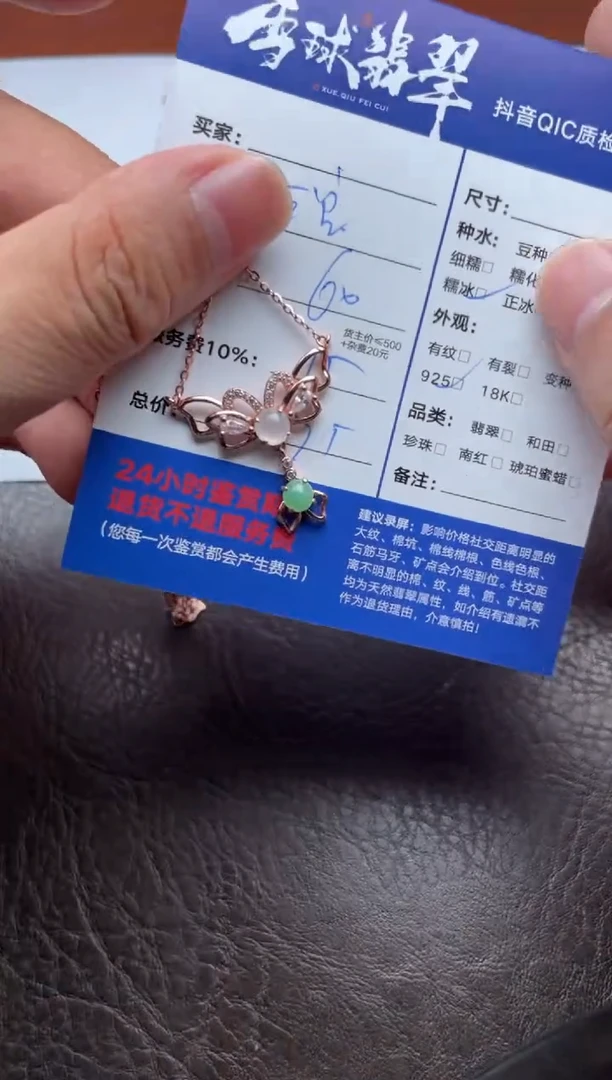 雪球翡翠
XUE QIU FEI CUI
抖音QIC质检
买家:
60
货主价≤500
+杂费20元
务费10%:
总价
24小时鉴赏
退货不退服务费
(您每一次鉴赏都会产生费用)
尺寸:
种水: 豆种
细糯□ 糯化
糯冰□ 正冰
外观:
有纹□ 有裂□ 变种
925□ 18K□
品类: 翡翠□ 和田□
珍珠□ 南红□ 琥珀蜜蜡□
备注:
建议录屏: 影响价格社交距离明显的
大纹、棉坑、棉线棉根、色线色根、
石筋马牙、矿点会介绍到位。社交距
离不明显的棉、纹、线、筋、矿点等
均为天然翡翠属性,如介绍有遗漏不
作为退货理由,介意慎拍!